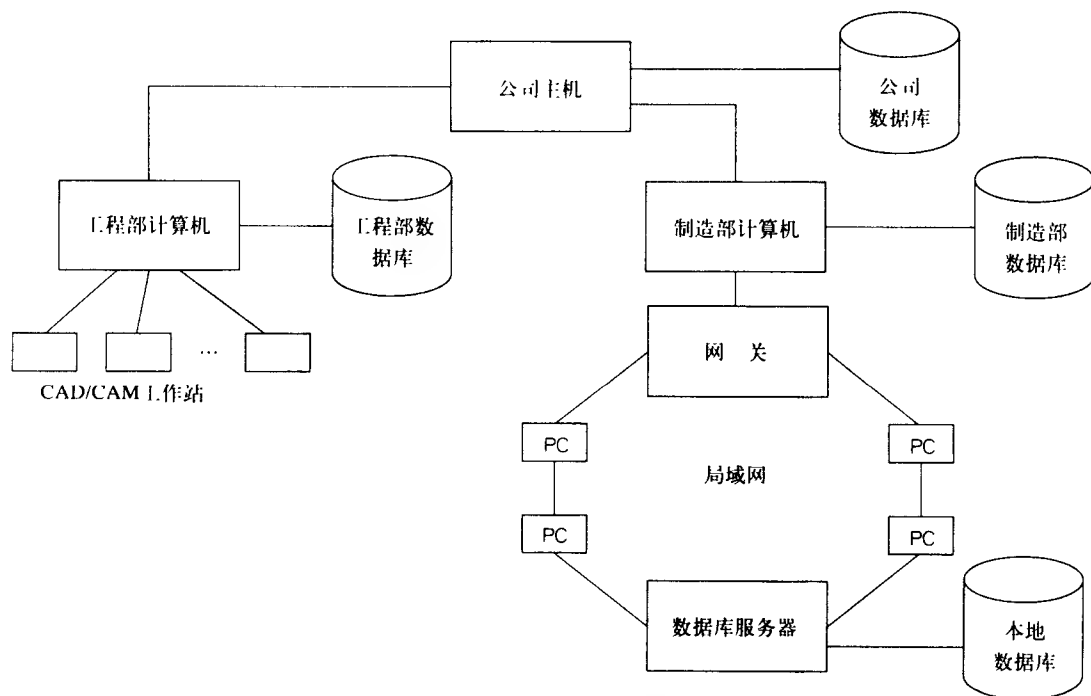 公司主机
公司
数据库
工程部计算机
工程部数
据库
制造部计算机
制造部
数据库
网 关
...
CAD/CAM工作站
PC
PC
局域网
PC
PC
数据库服务器
本地
数据库